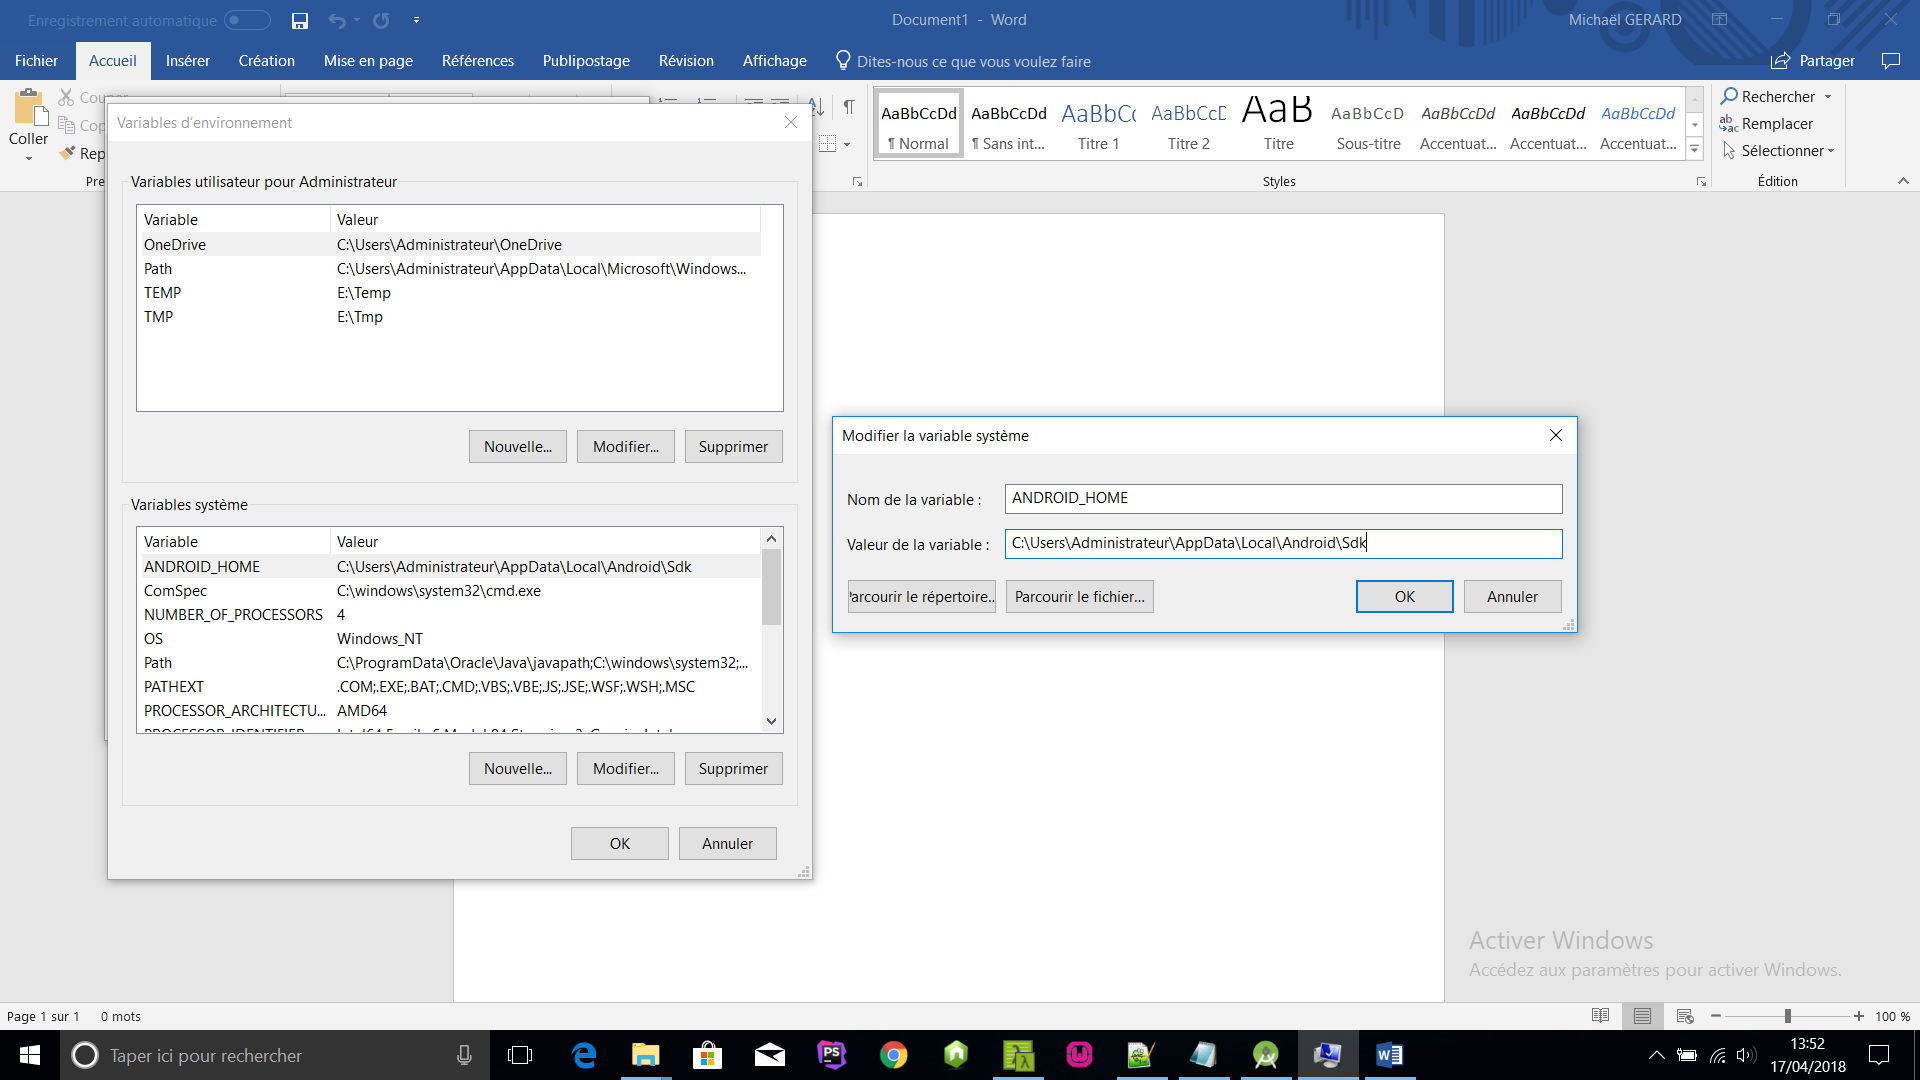 Enregistrement automatique
Document1 - Word
Michaël GERARD
Fichier
Accueil
Insérer
Création
Mise en page
Références
Publipostage
Révision
Affichage
Dites-nous ce que vous voulez faire
Partager
Coller
AaBbCcDd
¶ Normal
AaBbCcDd
¶ Sans int...
AaBbC
Titre 1
AaBbCcD
Titre 2
AaB
Titre
AaBbCcD
Sous-titre
AaBbCcDd
Accentuat...
AaBbCcDd
Accentuat...
AaBbCcDd
Accentuat...
Styles
Rechercher
Remplacer
Sélectionner
Édition
Variables d'environnement
Variables utilisateur pour Administrateur
Variable Valeur
OneDrive C:\Users\Administrateur\OneDrive
Path C:\Users\Administrateur\AppData\Local\Microsoft\Windows...
TEMP E:\Temp
TMP E:\Tmp
Nouvelle... Modifier... Supprimer
Variables système
Variable Valeur
ANDROID_HOME C:\Users\Administrateur\AppData\Local\Android\Sdk
ComSpec C:\windows\system32\cmd.exe
NUMBER_OF_PROCESSORS 4
OS Windows_NT
Path C:\ProgramData\Oracle\Java\javapath;C:\windows\system32;...
PATHEXT .COM;.EXE;.BAT;.CMD;.VBS;.VBE;.JS;.JSE;.WSF;.WSH;.MSC
PROCESSOR_ARCHITECTU... AMD64
Nouvelle... Modifier... Supprimer
OK Annuler
Modifier la variable système
Nom de la variable : ANDROID_HOME
Valeur de la variable : C:\Users\Administrateur\AppData\Local\Android\Sdk
Parcourir le répertoire... Parcourir le fichier... OK Annuler
Activer Windows
Accédez aux paramètres pour activer Windows.
Page 1 sur 1 0 mots
100 %
Taper ici pour rechercher
13:52
17/04/2018